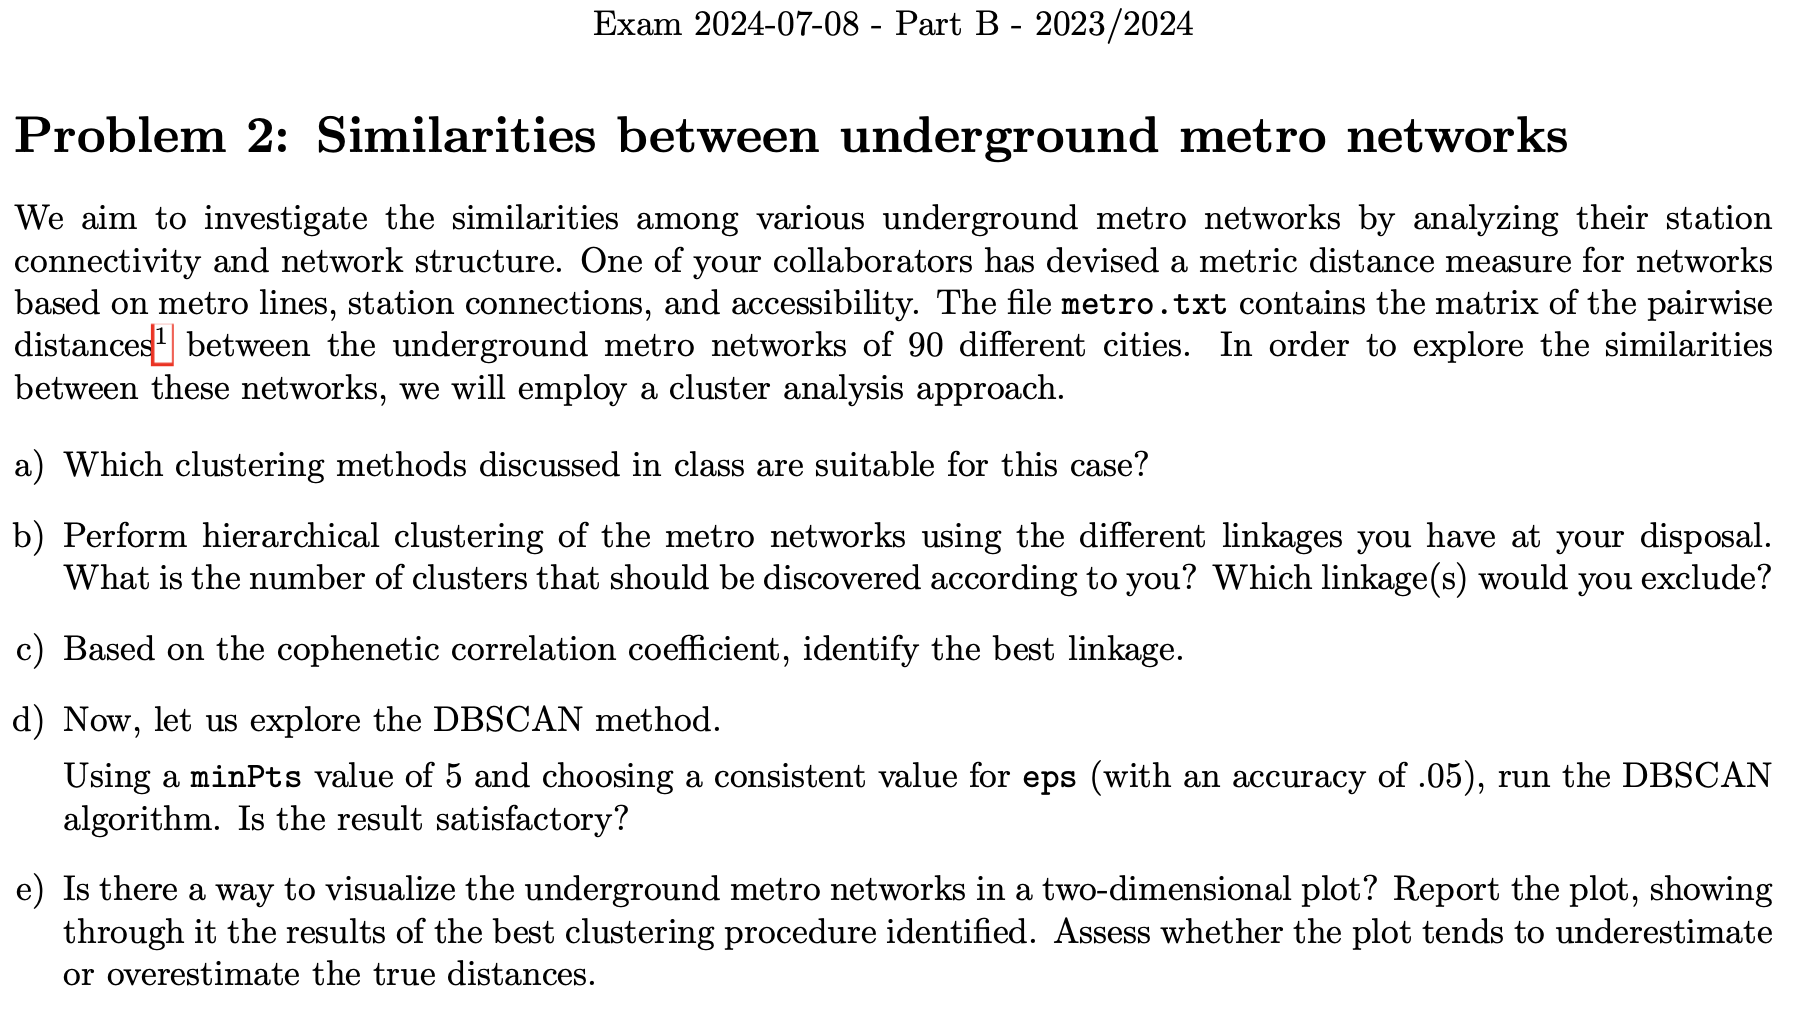 Exam 2024-07-08 - Part B - 2023/2024
Problem 2: Similarities between underground metro networks
We aim to investigate the similarities among various underground metro networks by analyzing their station
connectivity and network structure. One of your collaborators has devised a metric distance measure for networks
based on metro lines, station connections, and accessibility. The file metro.txt contains the matrix of the pairwise
distances¹ between the underground metro networks of 90 different cities. In order to explore the similarities
between these networks, we will employ a cluster analysis approach.
a) Which clustering methods discussed in class are suitable for this case?
b) Perform hierarchical clustering of the metro networks using the different linkages you have at your disposal.
What is the number of clusters that should be discovered according to you? Which linkage(s) would you exclude?
c) Based on the cophenetic correlation coefficient, identify the best linkage.
d) Now, let us explore the DBSCAN method.
Using a minPts value of 5 and choosing a consistent value for eps (with an accuracy of .05), run the DBSCAN
algorithm. Is the result satisfactory?
e) Is there a way to visualize the underground metro networks in a two-dimensional plot? Report the plot, showing
through it the results of the best clustering procedure identified. Assess whether the plot tends to underestimate
or overestimate the true distances.